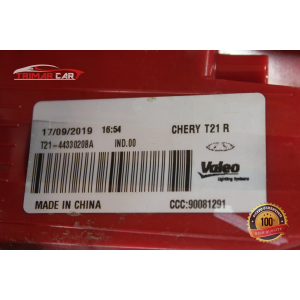 TRIMAR CAR
17/09/2019 16:54
CHERY T21 R
T21-4433020BA
IND.00
Valeo
Lighting Systems
MADE IN CHINA
CCC:90081291
100